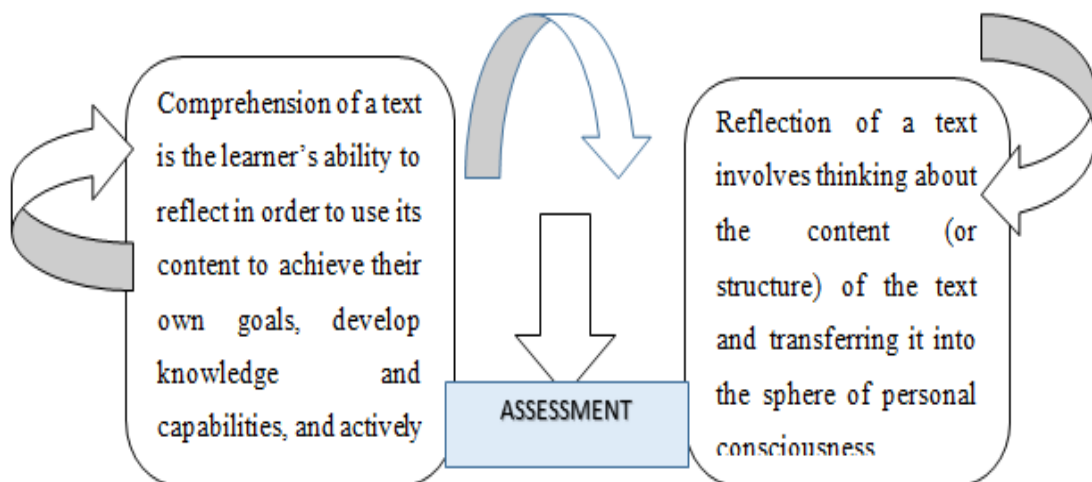 Comprehension of a text
is the learner's ability to
reflect in order to use its
content to achieve their
own goals, develop
knowledge and
capabilities, and actively
ASSESSMENT
Reflection of a text
involves thinking about
the content (or
structure) of the text
and transferring it into
the sphere of personal
consciousness